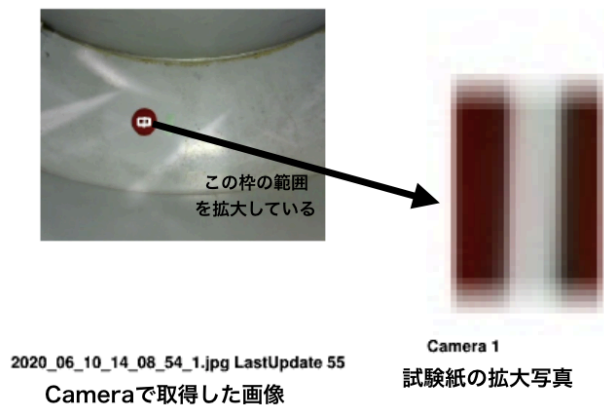 この枠の範囲
を拡大している
2020_06_10_14_08_54_1.jpg LastUpdate 55
Cameraで取得した画像
Camera 1
試験紙の拡大写真